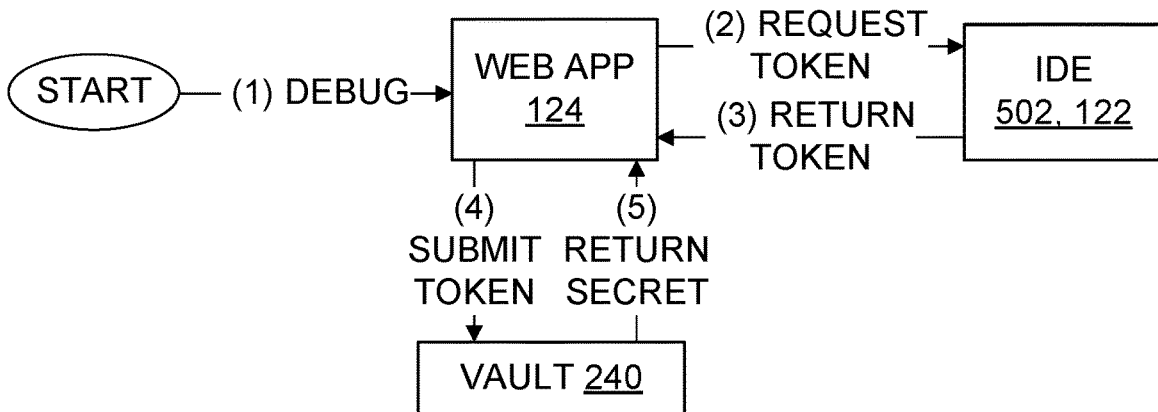 START
(1) DEBUG
WEB APP
124
(2) REQUEST
TOKEN
(3) RETURN
TOKEN
IDE
502, 122
(4)
SUBMIT
TOKEN
(5)
RETURN
SECRET
VAULT 240